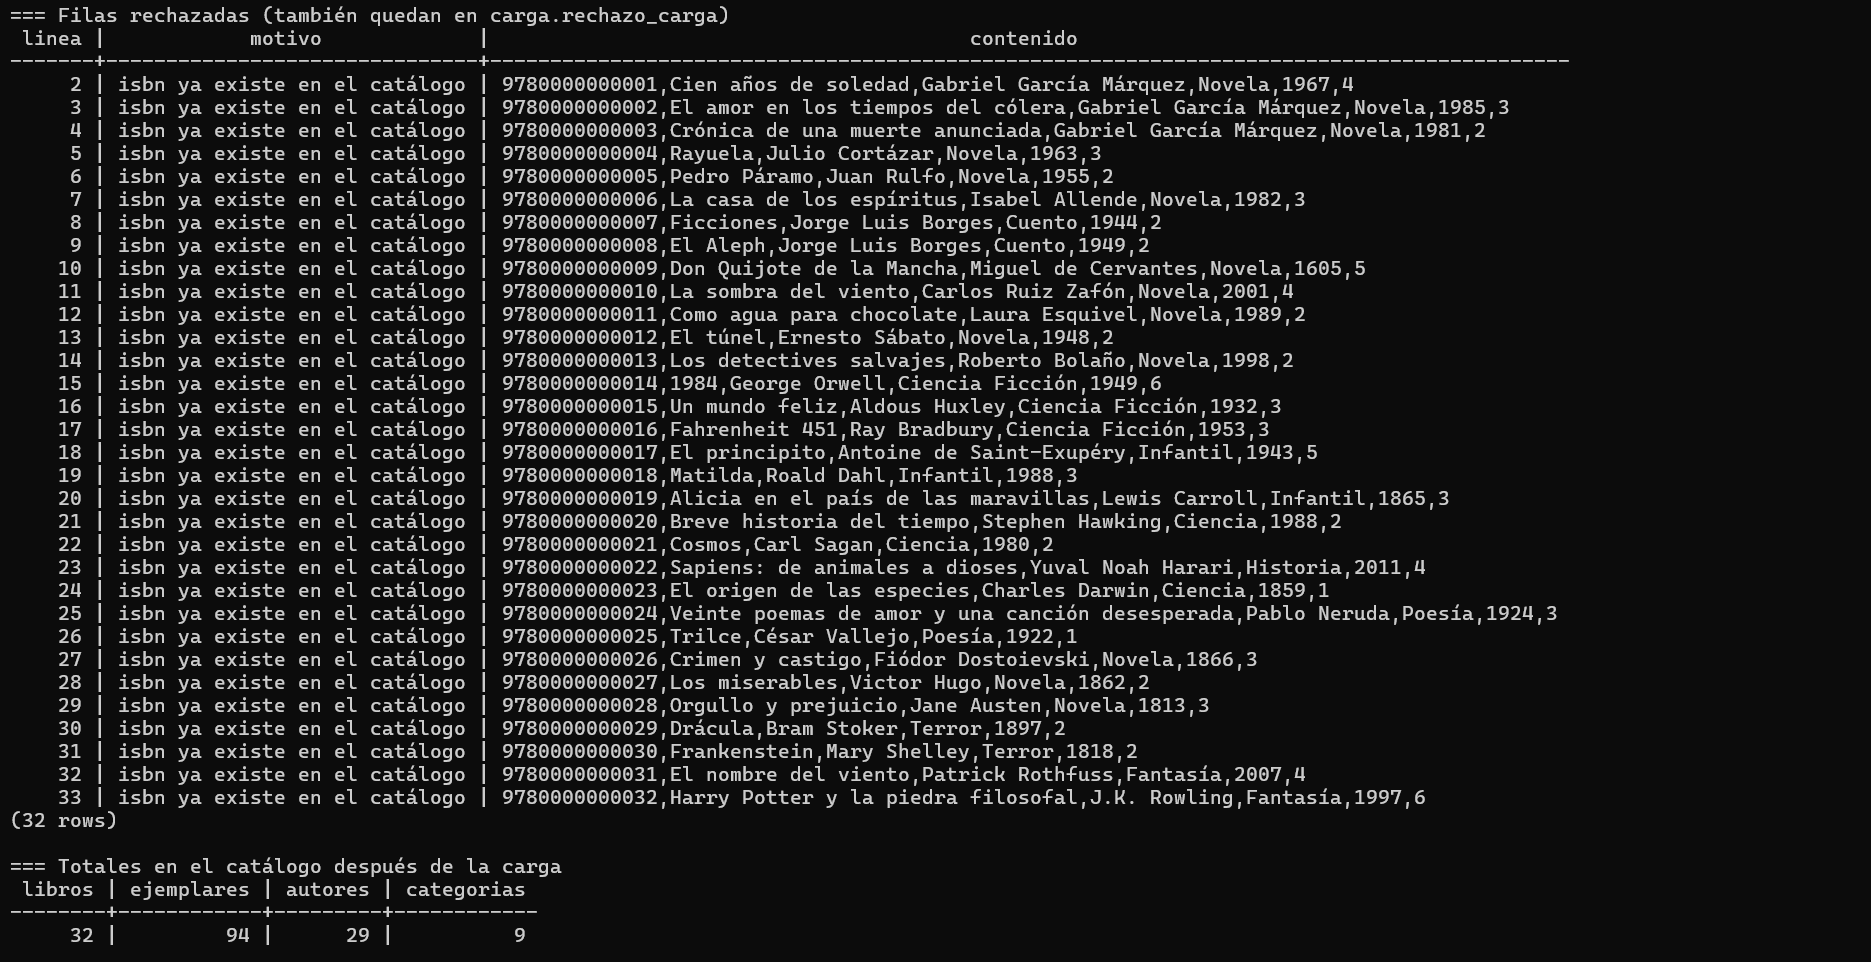 === Filas rechazadas (también quedan en carga.rechazo_carga)
 linea |            motivo             |                                        contenido
-------+-------------------------------+------------------------------------------------------------------------------------------
     2 | isbn ya existe en el catálogo | 9780000000001,Cien años de soledad,Gabriel García Márquez,Novela,1967,4
     3 | isbn ya existe en el catálogo | 9780000000002,El amor en los tiempos del cólera,Gabriel García Márquez,Novela,1985,3
     4 | isbn ya existe en el catálogo | 9780000000003,Crónica de una muerte anunciada,Gabriel García Márquez,Novela,1981,2
     5 | isbn ya existe en el catálogo | 9780000000004,Rayuela,Julio Cortázar,Novela,1963,3
     6 | isbn ya existe en el catálogo | 9780000000005,Pedro Páramo,Juan Rulfo,Novela,1955,2
     7 | isbn ya existe en el catálogo | 9780000000006,La casa de los espíritus,Isabel Allende,Novela,1982,3
     8 | isbn ya existe en el catálogo | 9780000000007,Ficciones,Jorge Luis Borges,Cuento,1944,2
     9 | isbn ya existe en el catálogo | 9780000000008,El Aleph,Jorge Luis Borges,Cuento,1949,2
    10 | isbn ya existe en el catálogo | 9780000000009,Don Quijote de la Mancha,Miguel de Cervantes,Novela,1605,5
    11 | isbn ya existe en el catálogo | 9780000000010,La sombra del viento,Carlos Ruiz Zafón,Novela,2001,4
    12 | isbn ya existe en el catálogo | 9780000000011,Como agua para chocolate,Laura Esquivel,Novela,1989,2
    13 | isbn ya existe en el catálogo | 9780000000012,El túnel,Ernesto Sábato,Novela,1948,2
    14 | isbn ya existe en el catálogo | 9780000000013,Los detectives salvajes,Roberto Bolaño,Novela,1998,2
    15 | isbn ya existe en el catálogo | 9780000000014,1984,George Orwell,Ciencia Ficción,1949,6
    16 | isbn ya existe en el catálogo | 9780000000015,Un mundo feliz,Aldous Huxley,Ciencia Ficción,1932,3
    17 | isbn ya existe en el catálogo | 9780000000016,Fahrenheit 451,Ray Bradbury,Ciencia Ficción,1953,3
    18 | isbn ya existe en el catálogo | 9780000000017,El principito,Antoine de Saint-Exupéry,Infantil,1943,5
    19 | isbn ya existe en el catálogo | 9780000000018,Matilda,Roald Dahl,Infantil,1988,3
    20 | isbn ya existe en el catálogo | 9780000000019,Alicia en el país de las maravillas,Lewis Carroll,Infantil,1865,3
    21 | isbn ya existe en el catálogo | 9780000000020,Breve historia del tiempo,Stephen Hawking,Ciencia,1988,2
    22 | isbn ya existe en el catálogo | 9780000000021,Cosmos,Carl Sagan,Ciencia,1980,2
    23 | isbn ya existe en el catálogo | 9780000000022,Sapiens: de animales a dioses,Yuval Noah Harari,Historia,2011,4
    24 | isbn ya existe en el catálogo | 9780000000023,El origen de las especies,Charles Darwin,Ciencia,1859,1
    25 | isbn ya existe en el catálogo | 9780000000024,Veinte poemas de amor y una canción desesperada,Pablo Neruda,Poesía,1924,3
    26 | isbn ya existe en el catálogo | 9780000000025,Trilce,César Vallejo,Poesía,1922,1
    27 | isbn ya existe en el catálogo | 9780000000026,Crimen y castigo,Fiódor Dostoievski,Novela,1866,3
    28 | isbn ya existe en el catálogo | 9780000000027,Los miserables,Victor Hugo,Novela,1862,2
    29 | isbn ya existe en el catálogo | 9780000000028,Orgullo y prejuicio,Jane Austen,Novela,1813,3
    30 | isbn ya existe en el catálogo | 9780000000029,Drácula,Bram Stoker,Terror,1897,2
    31 | isbn ya existe en el catálogo | 9780000000030,Frankenstein,Mary Shelley,Terror,1818,2
    32 | isbn ya existe en el catálogo | 9780000000031,El nombre del viento,Patrick Rothfuss,Fantasía,2007,4
    33 | isbn ya existe en el catálogo | 9780000000032,Harry Potter y la piedra filosofal,J.K. Rowling,Fantasía,1997,6
(32 rows)

=== Totales en el catálogo después de la carga
 libros | ejemplares | autores | categorias
--------+------------+---------+------------
     32 |         94 |      29 |          9